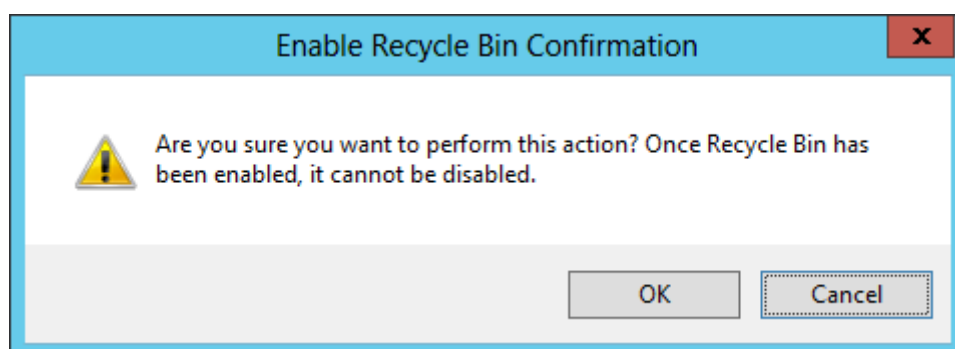 Enable Recycle Bin Confirmation
x
Are you sure you want to perform this action? Once Recycle Bin has
been enabled, it cannot be disabled.
OK
Cancel